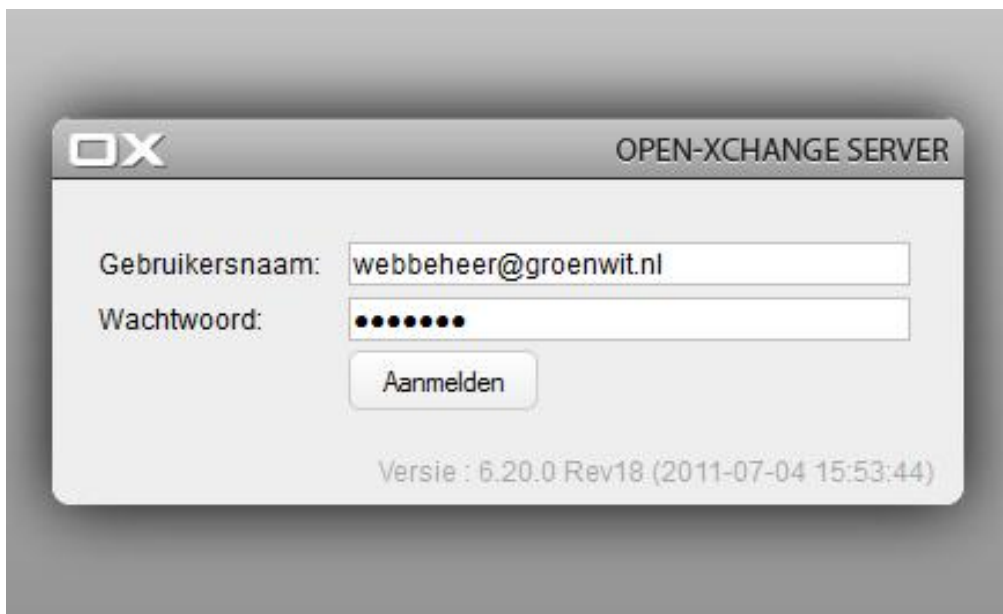 OX OPEN-XCHANGE SERVER
Gebruikersnaam: webbeheer@groenwit.nl
Wachtwoord: •••••••
Aanmelden
Versie : 6.20.0 Rev18 (2011-07-04 15:53:44)